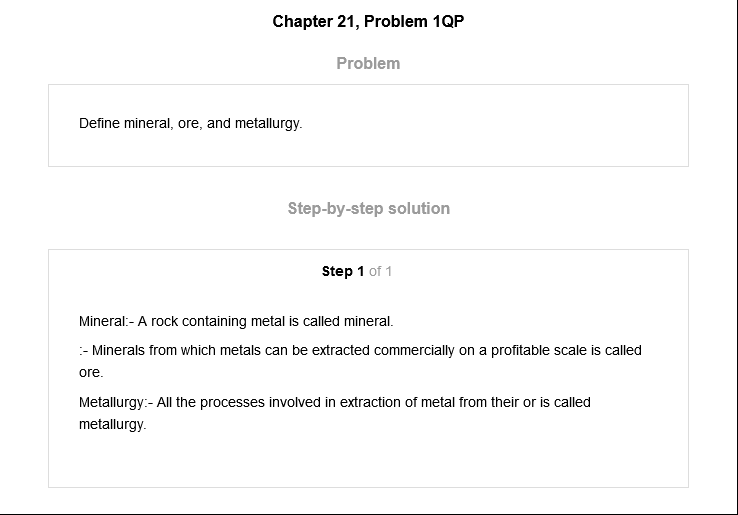 Chapter 21, Problem 1QP
Problem
Define mineral, ore, and metallurgy.
Step-by-step solution
Step 1 of 1
Mineral:- A rock containing metal is called mineral.
:- Minerals from which metals can be extracted commercially on a profitable scale is called
ore.
Metallurgy:- All the processes involved in extraction of metal from their or is called
metallurgy.